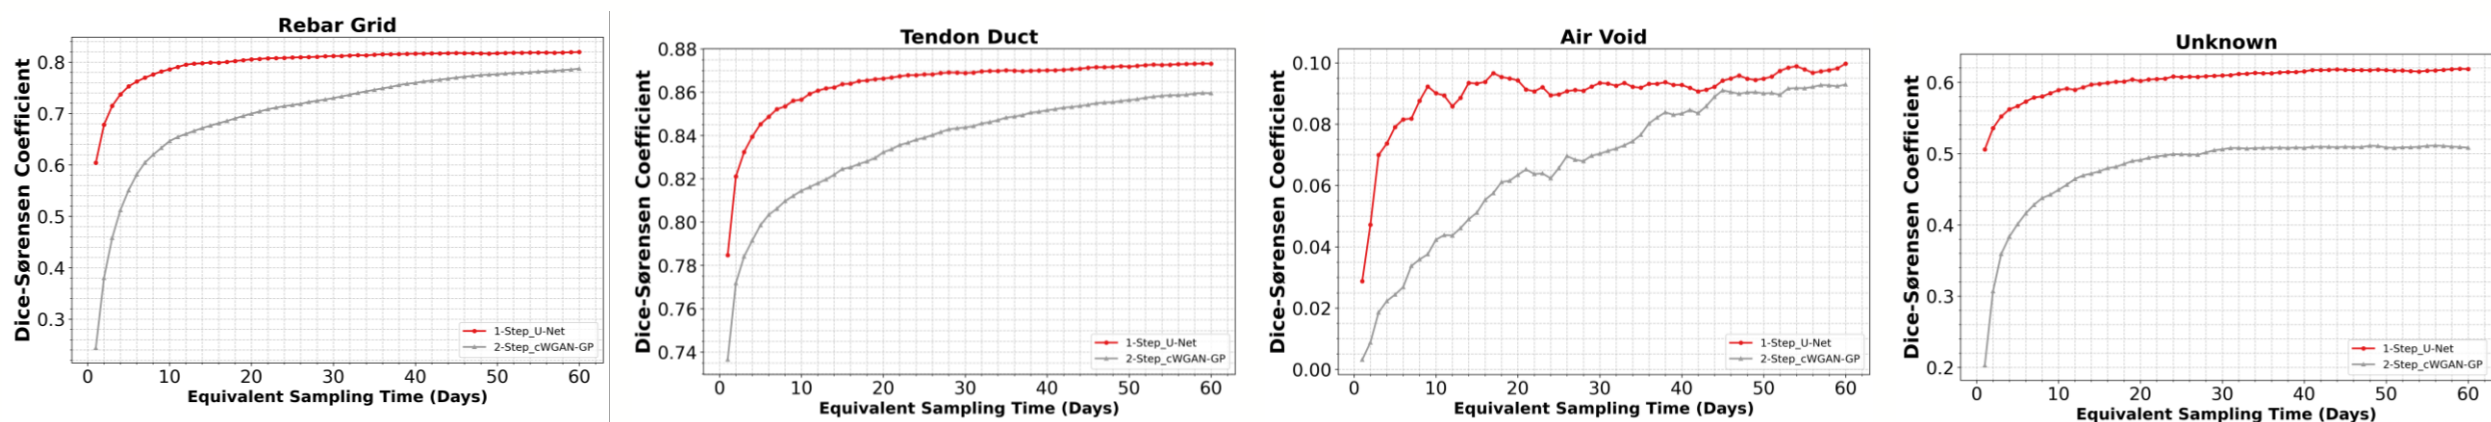 Rebar Grid
Dice-Sørensen Coefficient
0.8
0.7
0.6
0.5
0.4
0.3
0 10 20 30 40 50 60
Equivalent Sampling Time (Days)
1-Step_U-Net
2-Step_cWGAN-GP
Tendon Duct
Dice-Sørensen Coefficient
0.88
0.86
0.84
0.82
0.80
0.78
0.76
0.74
0 10 20 30 40 50 60
Equivalent Sampling Time (Days)
1-Step_U-Net
2-Step_cWGAN-GP
Air Void
Dice-Sørensen Coefficient
0.10
0.08
0.06
0.04
0.02
0.00
0 10 20 30 40 50 60
Equivalent Sampling Time (Days)
1-Step_U-Net
2-Step_cWGAN-GP
Unknown
Dice-Sørensen Coefficient
0.6
0.5
0.4
0.3
0.2
0 10 20 30 40 50 60
Equivalent Sampling Time (Days)
1-Step_U-Net
2-Step_cWGAN-GP